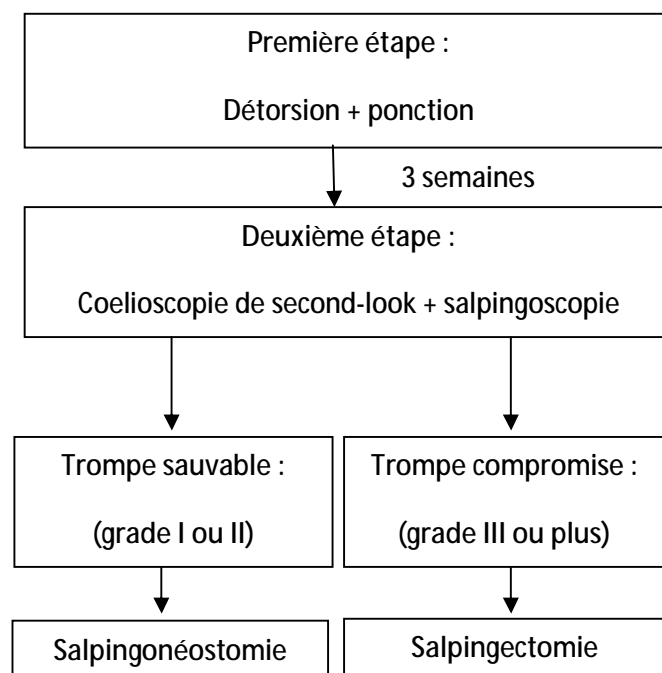 Première étape :
Détorsion + ponction
3 semaines
Deuxième étape :
Coelioscopie de second-look + salpingoscopie
Trompe sauvable :
(grade I ou II)
Trompe compromise :
(grade III ou plus)
Salpingonéostomie
Salpingectomie